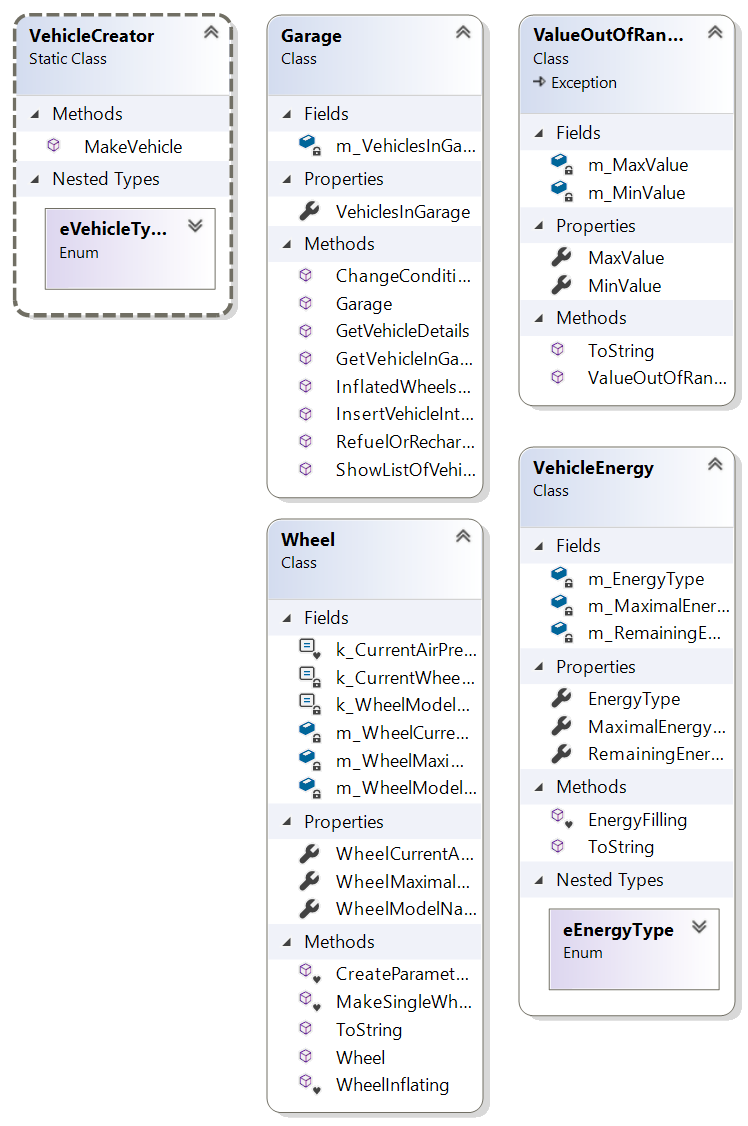 VehicleCreator
Static Class
Methods
MakeVehicle
Nested Types
eVehicleTy...
Enum
Garage
Class
Fields
m_VehiclesInGa...
Properties
VehiclesInGarage
Methods
ChangeConditi...
Garage
GetVehicleDetails
GetVehicleInGa...
InflatedWheels...
InsertVehicleInt...
RefuelOrRechar...
ShowListOfVehi...
Wheel
Class
Fields
k_CurrentAirPre...
k_CurrentWhee...
k_WheelModel...
m_WheelCurre...
m_WheelMaxi...
m_WheelModel...
Properties
WheelCurrentA...
WheelMaximal...
WheelModelNa...
Methods
CreateParamet...
MakeSingleWh...
ToString
Wheel
WheelInflating
ValueOutOfRan...
Class
Exception
Fields
m_MaxValue
m_MinValue
Properties
MaxValue
MinValue
Methods
ToString
ValueOutOfRan...
VehicleEnergy
Class
Fields
m_EnergyType
m_MaximalEner...
m_RemainingE...
Properties
EnergyType
MaximalEnergy...
RemainingEner...
Methods
EnergyFilling
ToString
Nested Types
eEnergyType
Enum